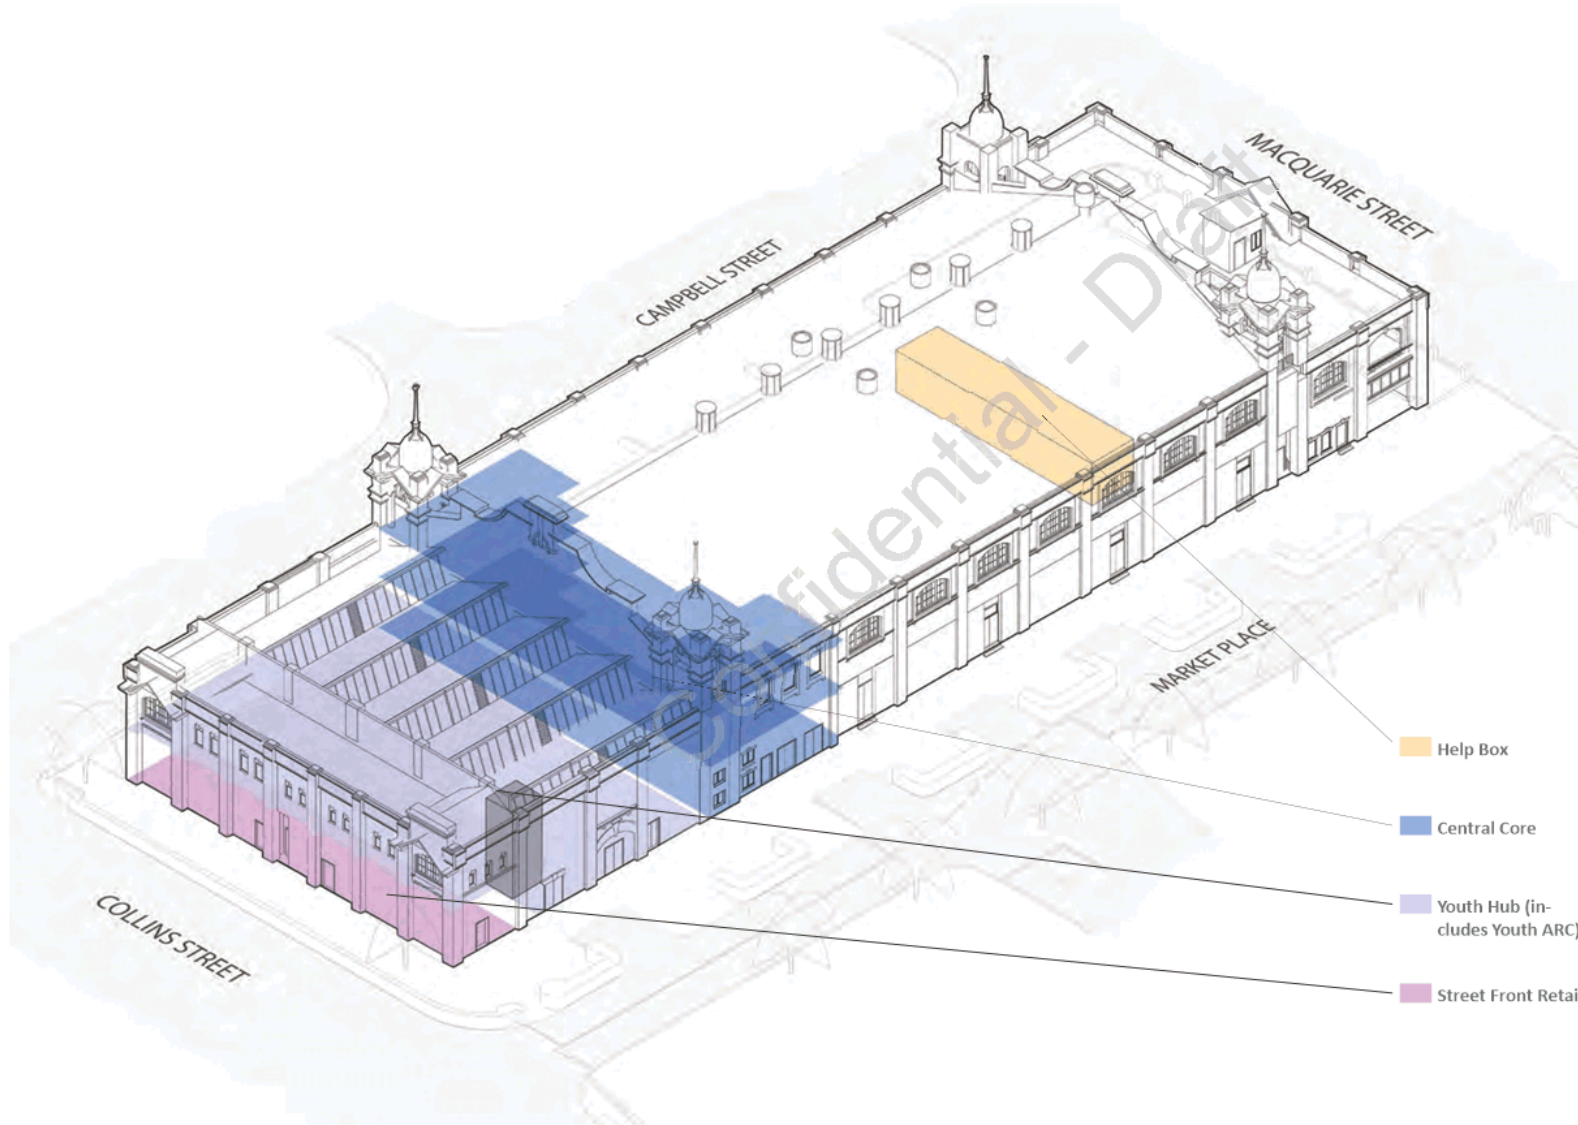 MACQUARIE STREET
CAMPBELL STREET
Confidential - Draft
MARKET PLACE
Help Box
Central Core
Youth Hub (in-
cludes Youth ARC)
COLLINS STREET
Street Front Retai